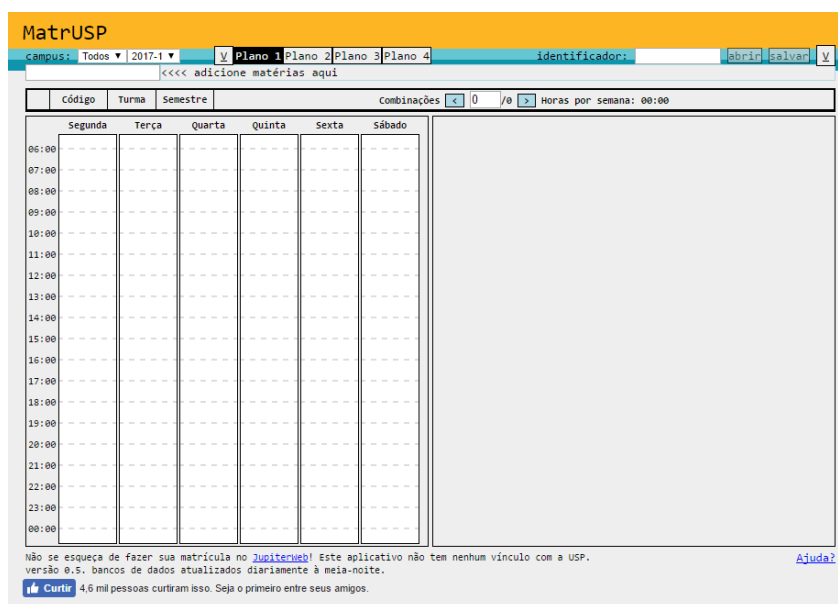 MatrUSP
campus: Todos ▼ 2017-1 ▼ V Plano 1 Plano 2 Plano 3 Plano 4 identificador: abrir salvar V
<<<< adicione matérias aqui
Código Turma Semestre Combinações < 0 /0 > Horas por semana: 00:00
Segunda Terça Quarta Quinta Sexta Sábado
06:00
07:00
08:00
09:00
10:00
11:00
12:00
13:00
14:00
15:00
16:00
17:00
18:00
19:00
20:00
21:00
22:00
23:00
00:00
Não se esqueça de fazer sua matrícula no JupiterWeb! Este aplicativo não tem nenhum vínculo com a USP. Ajuda?
versão 0.5. bancos de dados atualizados diariamente à meia-noite.
Curtir 4,6 mil pessoas curtiram isso. Seja o primeiro entre seus amigos.